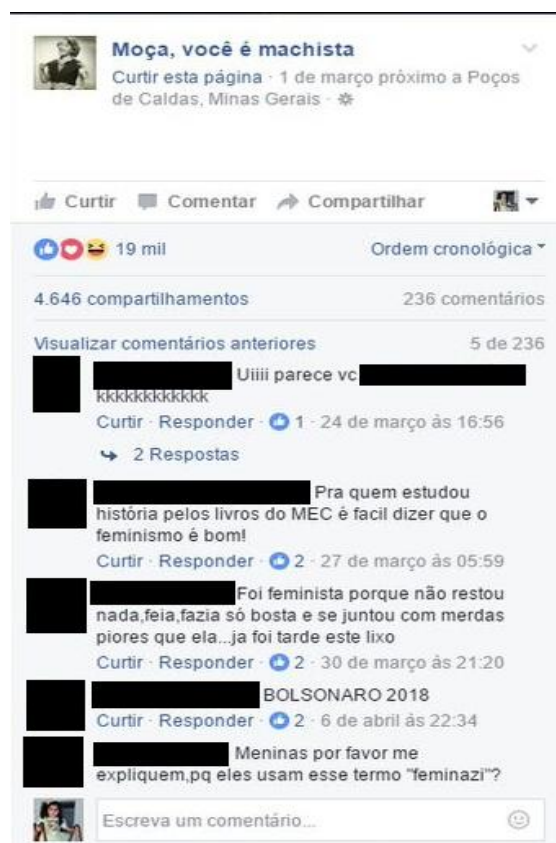 Moça, você é machista
Curtir esta página · 1 de março próximo a Poços
de Caldas, Minas Gerais ·
Curtir Comentar Compartilhar
19 mil Ordem cronológica
4.646 compartilhamentos 236 comentários
Visualizar comentários anteriores 5 de 236
Uiiii parece vc
kkkkkkkkkkkk
Curtir · Responder · 1 · 24 de março às 16:56
2 Respostas
Pra quem estudou
história pelos livros do MEC é facil dizer que o
feminismo é bom!
Curtir · Responder · 2 · 27 de março às 05:59
Foi feminista porque não restou
nada,feia,fazia só bosta e se juntou com merdas
piores que ela...ja foi tarde este lixo
Curtir · Responder · 2 · 30 de março às 21:20
BOLSONARO 2018
Curtir · Responder · 2 · 6 de abril às 22:34
Meninas por favor me
expliquem,pq eles usam esse termo "feminazi"?
Escreva um comentário...